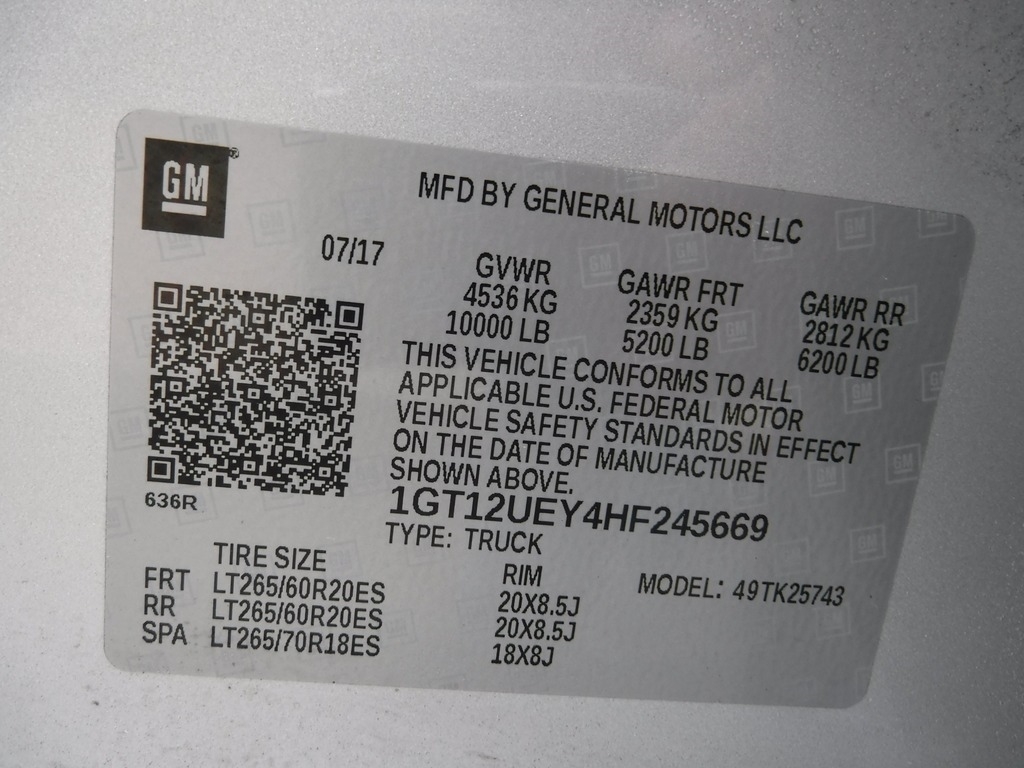 GM
MFD BY GENERAL MOTORS LLC
07/17
GVWR GAWR FRT GAWR RR
4536 KG 2359 KG 2812 KG
10000 LB 5200 LB 6200 LB
THIS VEHICLE CONFORMS TO ALL
APPLICABLE U.S. FEDERAL MOTOR
VEHICLE SAFETY STANDARDS IN EFFECT
ON THE DATE OF MANUFACTURE
SHOWN ABOVE.
636R
1GT12UEY4HF245669
TYPE: TRUCK
TIRE SIZE RIM MODEL: 49TK25743
FRT LT265/60R20ES 20X8.5J
RR LT265/60R20ES 20X8.5J
SPA LT265/70R18ES 18X8J